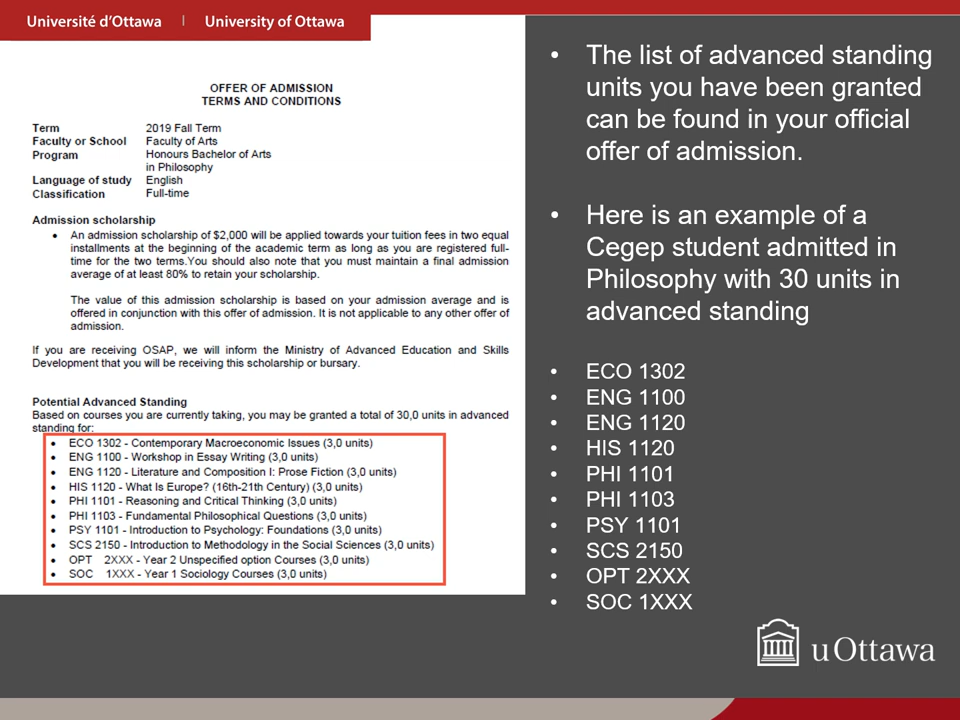 Université d'Ottawa | University of Ottawa
OFFER OF ADMISSION
TERMS AND CONDITIONS
Term 2019 Fall Term
Faculty or School Faculty of Arts
Program Honours Bachelor of Arts
in Philosophy
Language of study English
Classification Full-time
Admission scholarship
• An admission scholarship of $2,000 will be applied towards your tuition fees in two equal
installments at the beginning of the academic term as long as you are registered full-
time for the two terms.You should also note that you must maintain a final admission
average of at least 80% to retain your scholarship.
The value of this admission scholarship is based on your admission average and is
offered in conjunction with this offer of admission. It is not applicable to any other offer of
admission.
If you are receiving OSAP, we will inform the Ministry of Advanced Education and Skills
Development that you will be receiving this scholarship or bursary.
Potential Advanced Standing
Based on courses you are currently taking, you may be granted a total of 30,0 units in advanced
standing for:
• ECO 1302 - Contemporary Macroeconomic Issues (3,0 units)
• ENG 1100 - Workshop in Essay Writing (3,0 units)
• ENG 1120 - Literature and Composition I: Prose Fiction (3,0 units)
• HIS 1120 - What Is Europe? (16th-21th Century) (3,0 units)
• PHI 1101 - Reasoning and Critical Thinking (3,0 units)
• PHI 1103 - Fundamental Philosophical Questions (3,0 units)
• PSY 1101 - Introduction to Psychology: Foundations (3,0 units)
• SCS 2150 - Introduction to Methodology in the Social Sciences (3,0 units)
• OPT 2XXX - Year 2 Unspecified option Courses (3,0 units)
• SOC 1XXX - Year 1 Sociology Courses (3,0 units)
• The list of advanced standing
units you have been granted
can be found in your official
offer of admission.
• Here is an example of a
Cegep student admitted in
Philosophy with 30 units in
advanced standing
• ECO 1302
• ENG 1100
• ENG 1120
• HIS 1120
• PHI 1101
• PHI 1103
• PSY 1101
• SCS 2150
• OPT 2XXX
• SOC 1XXX
uOttawa